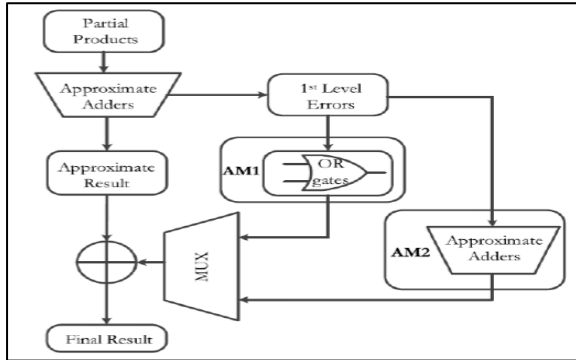 Partial
Products
Approximate
Adders
1st Level
Errors
Approximate
Result
AM1
OR
gates
MUX
AM2
Approximate
Adders
Final Result